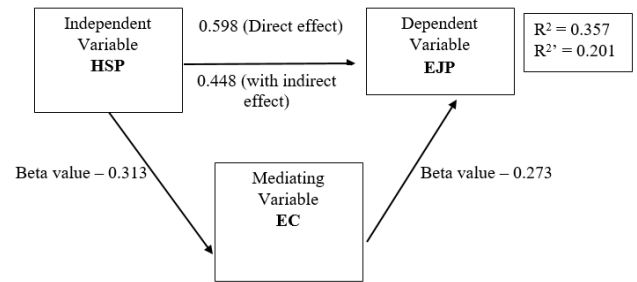 Independent
Variable
HSP
0.598 (Direct effect)
0.448 (with indirect
effect)
Dependent
Variable
EJP
R² = 0.357
R²’ = 0.201
Beta value – 0.313
Mediating
Variable
EC
Beta value – 0.273